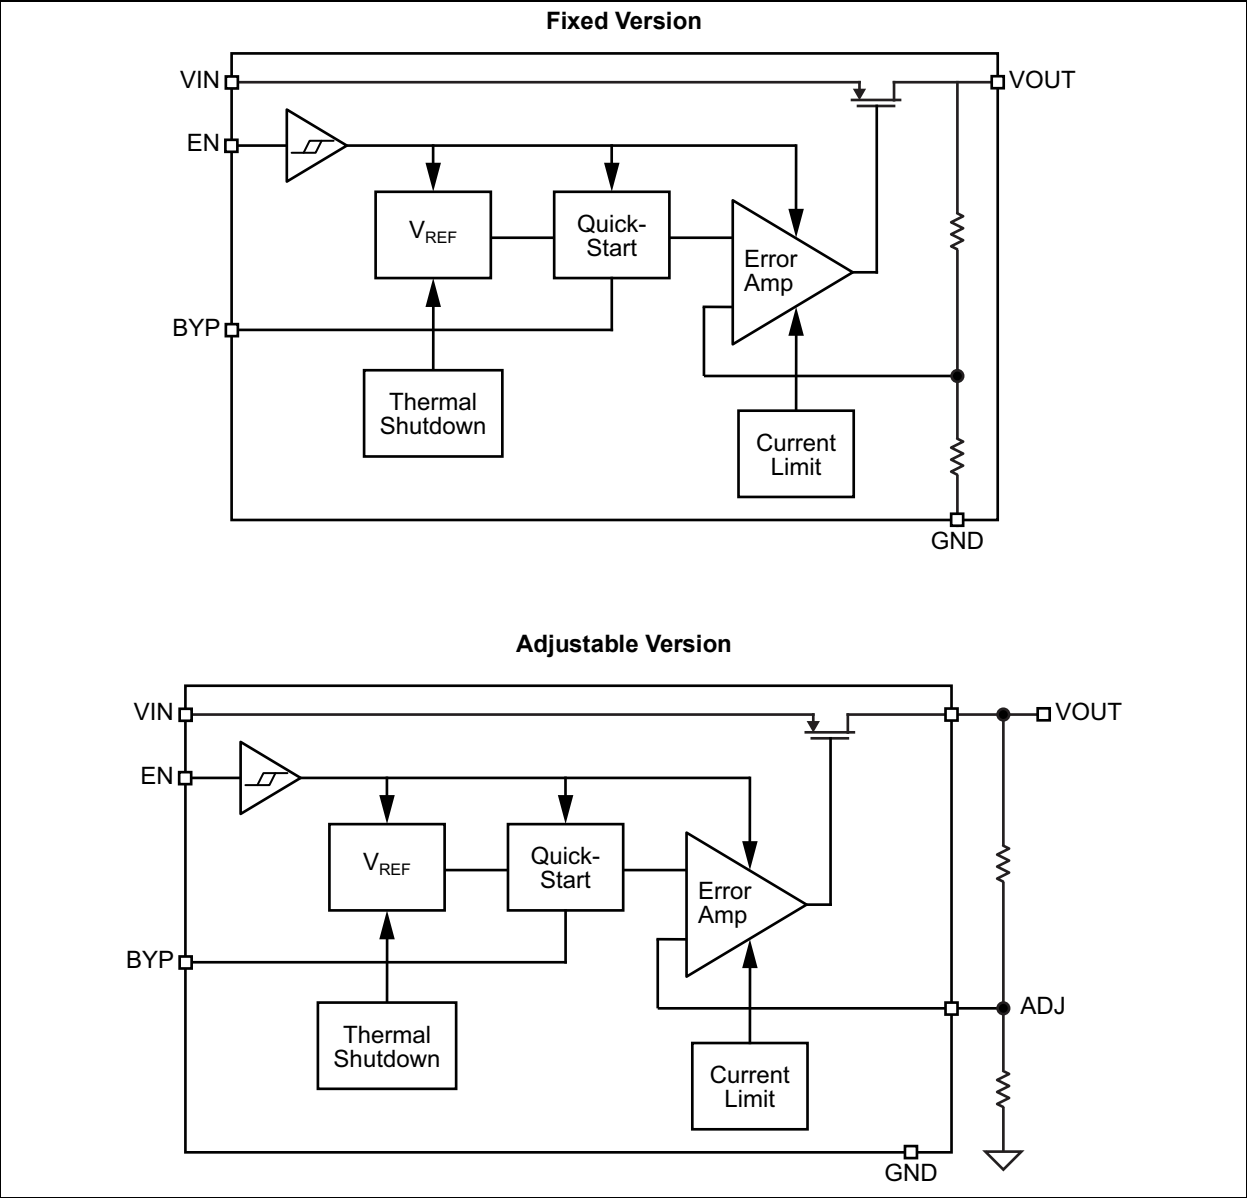 Fixed Version
VIN
VOUT
EN
VREF
Quick-
Start
Error
Amp
BYP
Thermal
Shutdown
Current
Limit
GND
Adjustable Version
VIN
VOUT
EN
VREF
Quick-
Start
Error
Amp
BYP
ADJ
Thermal
Shutdown
Current
Limit
GND